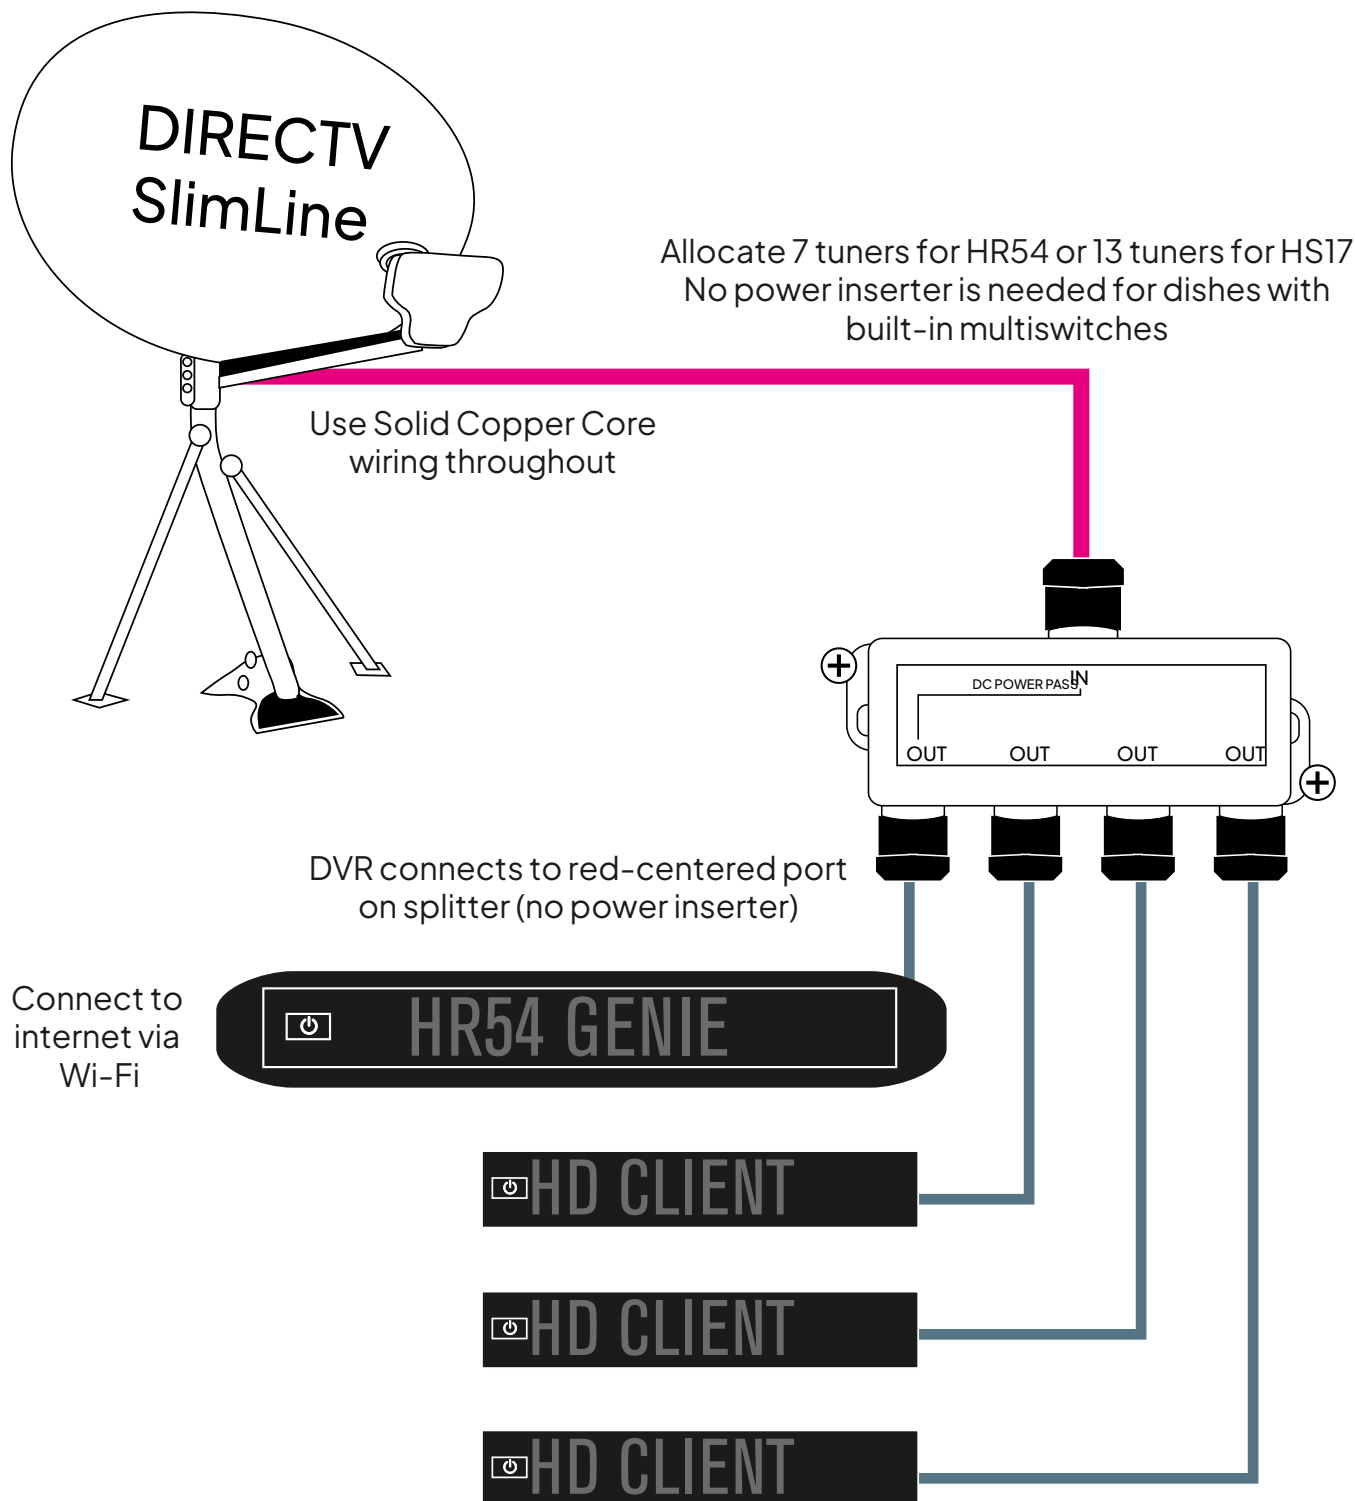 DIRECTV
SlimLine
Allocate 7 tuners for HR54 or 13 tuners for HS17
No power inserter is needed for dishes with
built-in multiswitches
Use Solid Copper Core
wiring throughout
IN
DC POWER PASS
OUT OUT OUT OUT
DVR connects to red-centered port
on splitter (no power inserter)
Connect to
internet via
Wi-Fi
HR54 GENIE
HD CLIENT
HD CLIENT
HD CLIENT